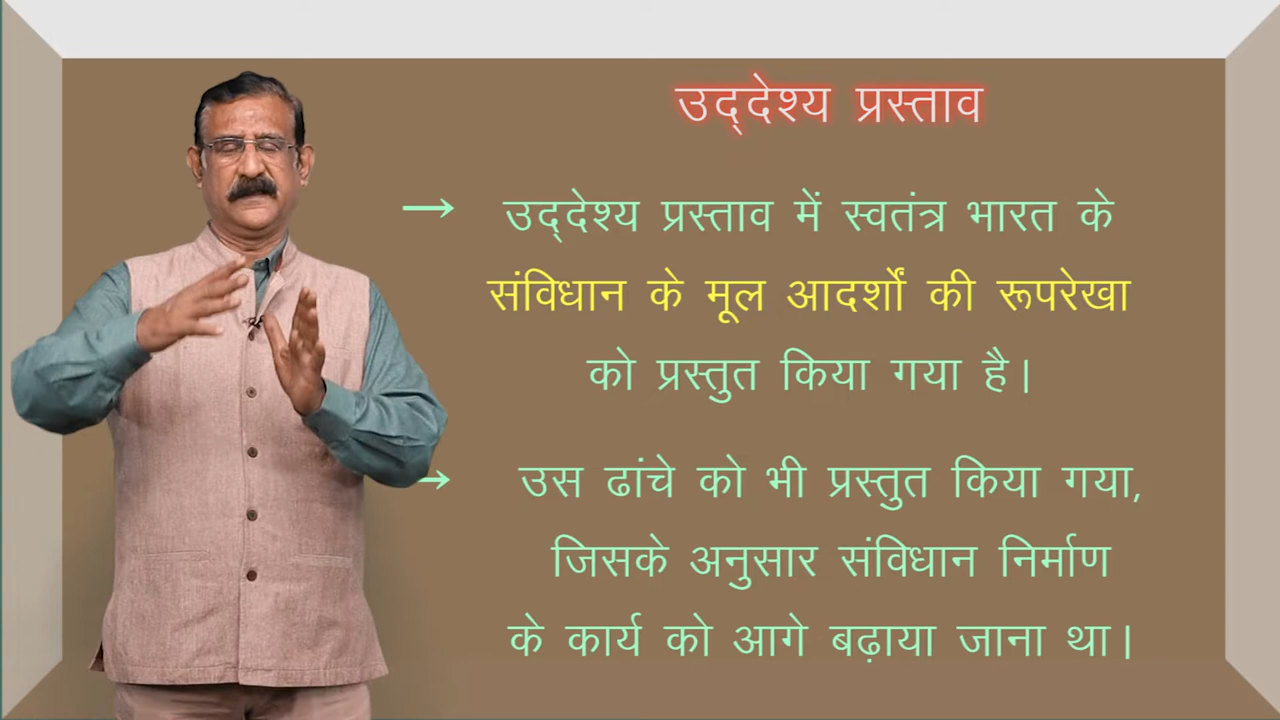 उद्देश्य प्रस्ताव
→ उद्देश्य प्रस्ताव में स्वतंत्र भारत के
संविधान के मूल आदर्शों की रूपरेखा
को प्रस्तुत किया गया है।
→ उस ढांचे को भी प्रस्तुत किया गया,
जिसके अनुसार संविधान निर्माण
के कार्य को आगे बढ़ाया जाना था।